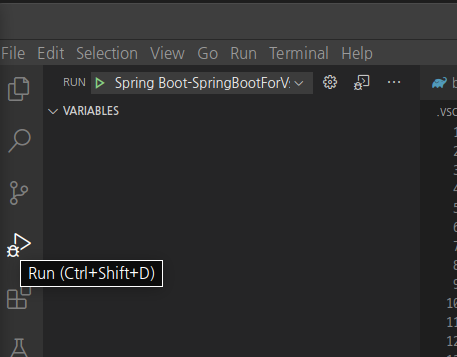 File Edit Selection View Go Run Terminal Help
RUN Spring Boot-SpringBootForVs
VARIABLES
.vsc
1
2
3
4
5
6
7
8
9
10
11
12
13
Run (Ctrl+Shift+D)